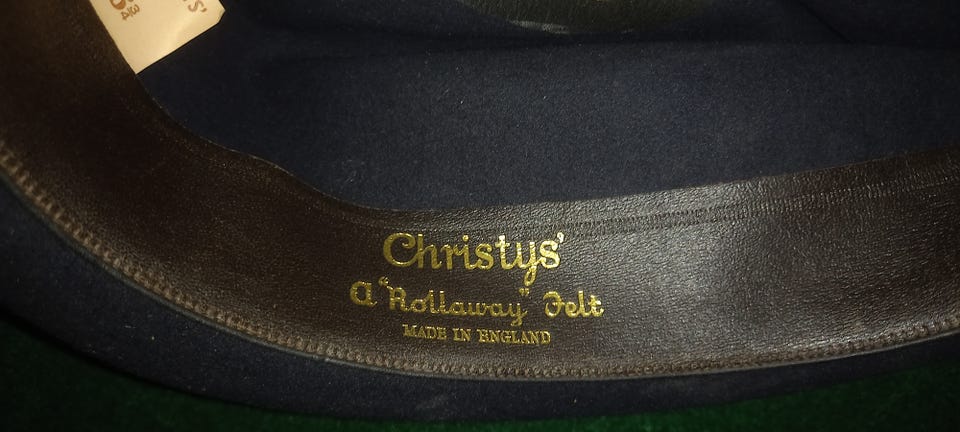 Christys'
a "Rollaway" Felt
MADE IN ENGLAND